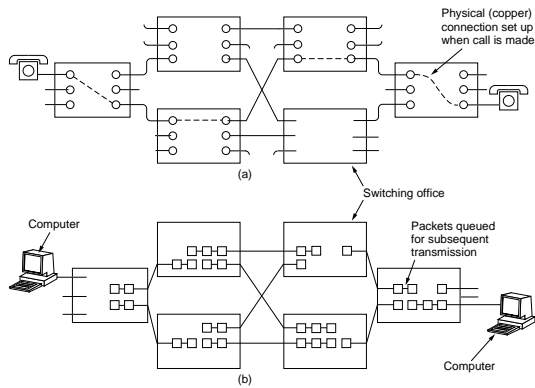 Physical (copper)
connection set up
when call is made
(a)
Switching office
Computer
Packets queued
for subsequent
transmission
Computer
(b)